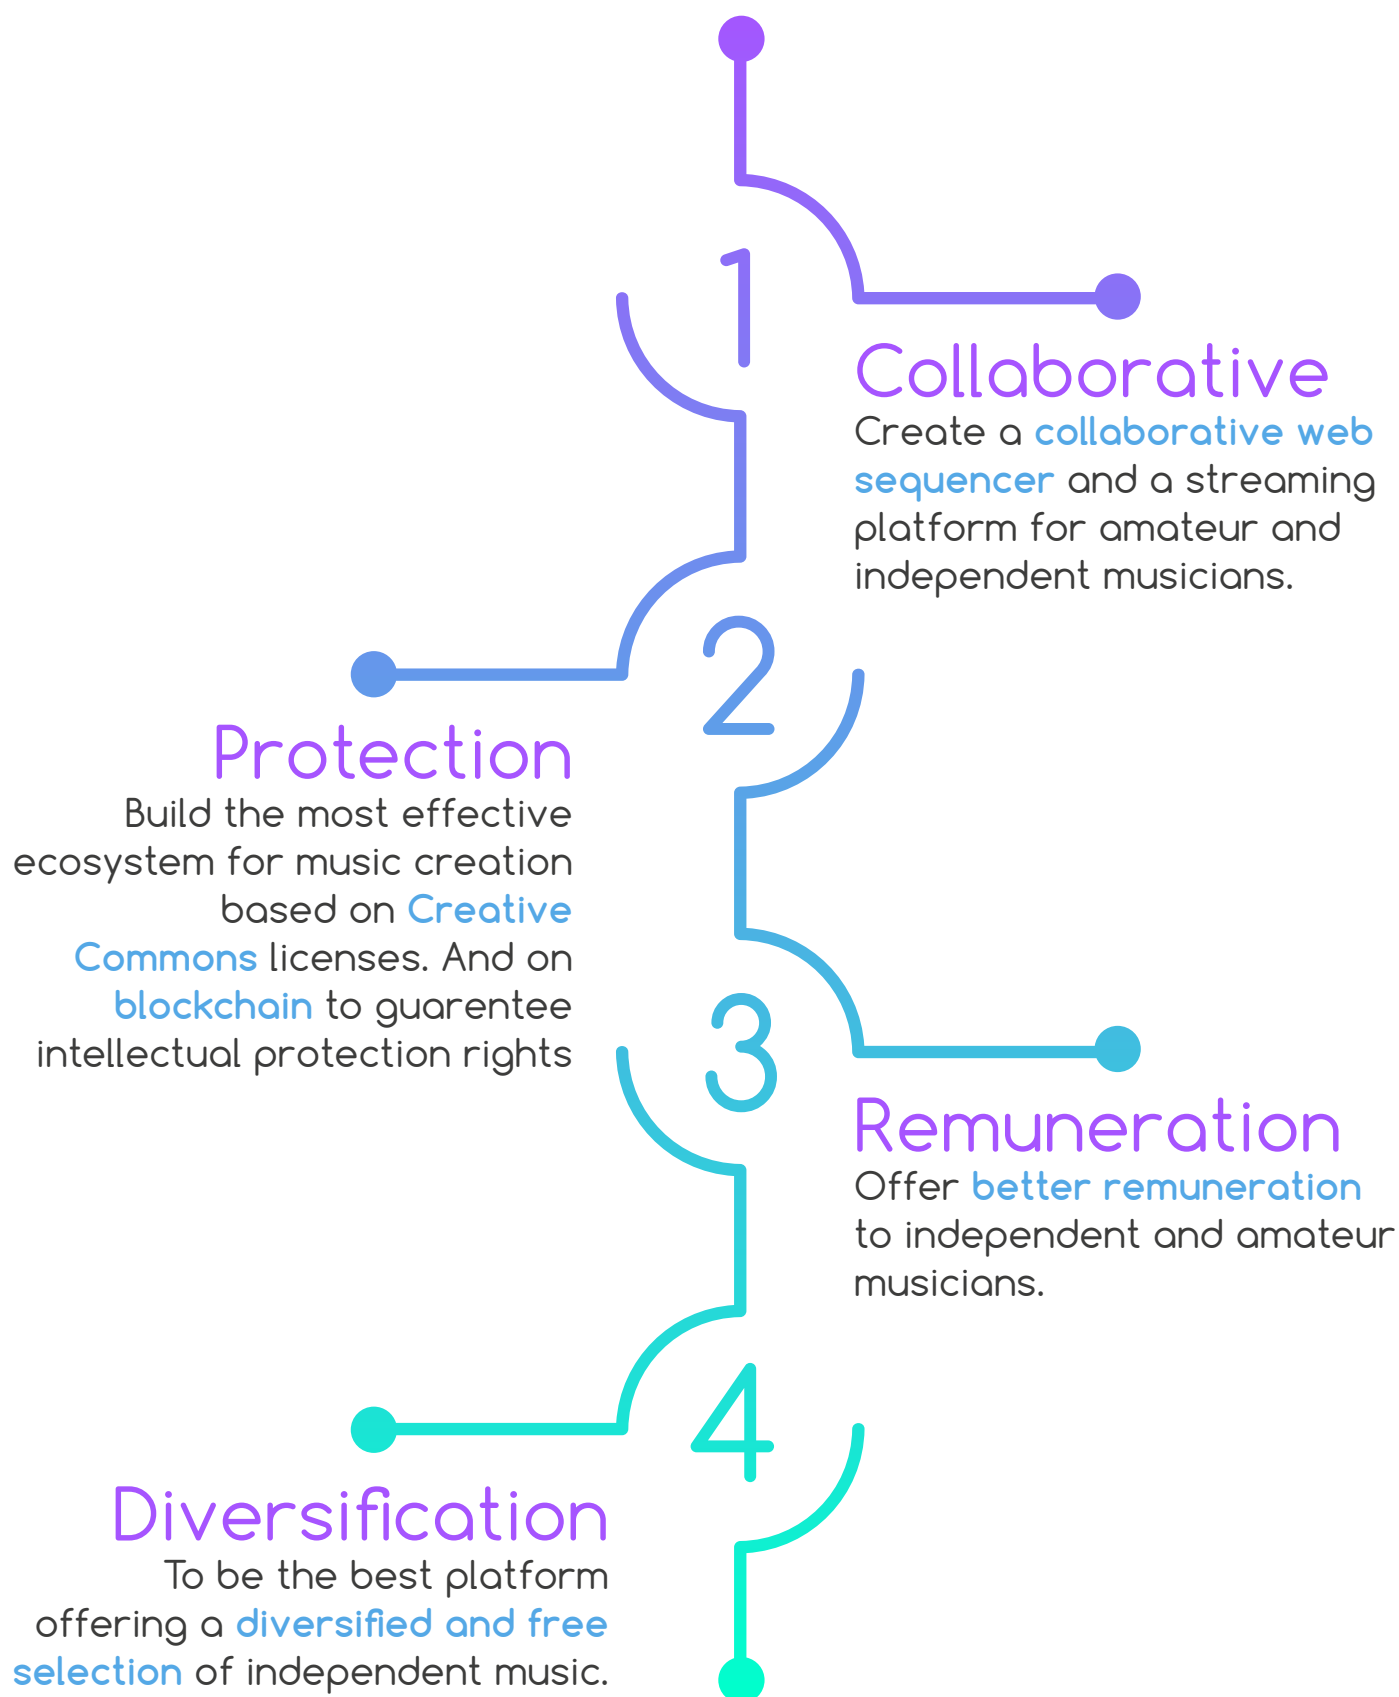 1
Collaborative
Create a collaborative web
sequencer and a streaming
platform for amateur and
independent musicians.
2
Protection
Build the most effective
ecosystem for music creation
based on Creative
Commons licenses. And on
blockchain to guarentee
intellectual protection rights
3
Remuneration
Offer better remuneration
to independent and amateur
musicians.
4
Diversification
To be the best platform
offering a diversified and free
selection of independent music.